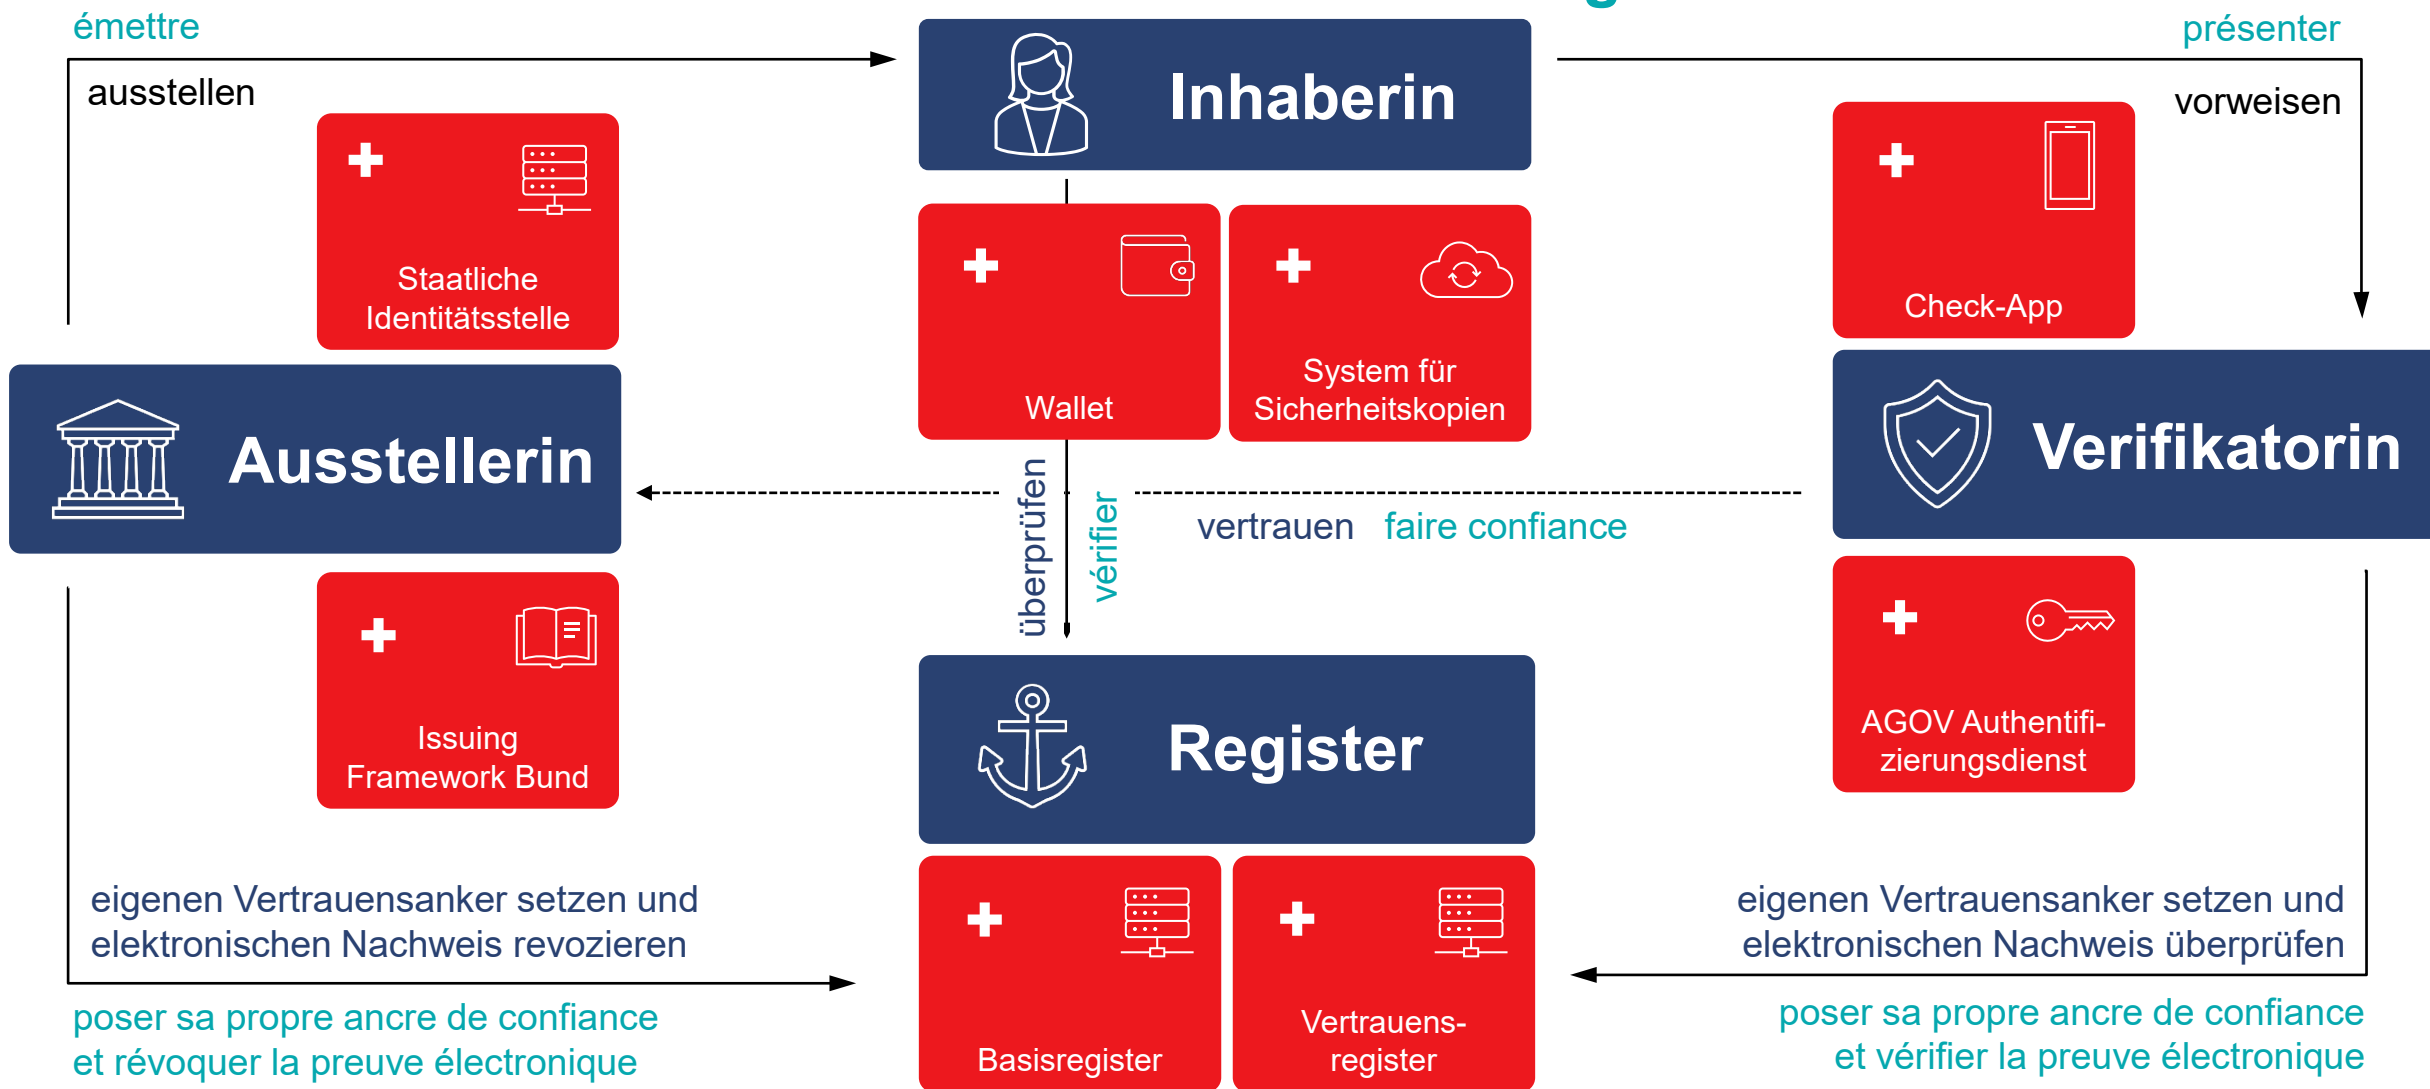 émettre
ausstellen
Inhaberin
présenter
vorweisen
Staatliche
Identitätsstelle
Wallet
System für
Sicherheitskopien
Check-App
Ausstellerin
Verifikatorin
überprüfen
vérifier
vertrauen faire confiance
Issuing
Framework Bund
Register
AGOV Authentifi-
zierungsdienst
eigenen Vertrauensanker setzen und
elektronischen Nachweis revozieren
poser sa propre ancre de confiance
et révoquer la preuve électronique
Basisregister
Vertrauens-
register
eigenen Vertrauensanker setzen und
elektronischen Nachweis überprüfen
poser sa propre ancre de confiance
et vérifier la preuve électronique